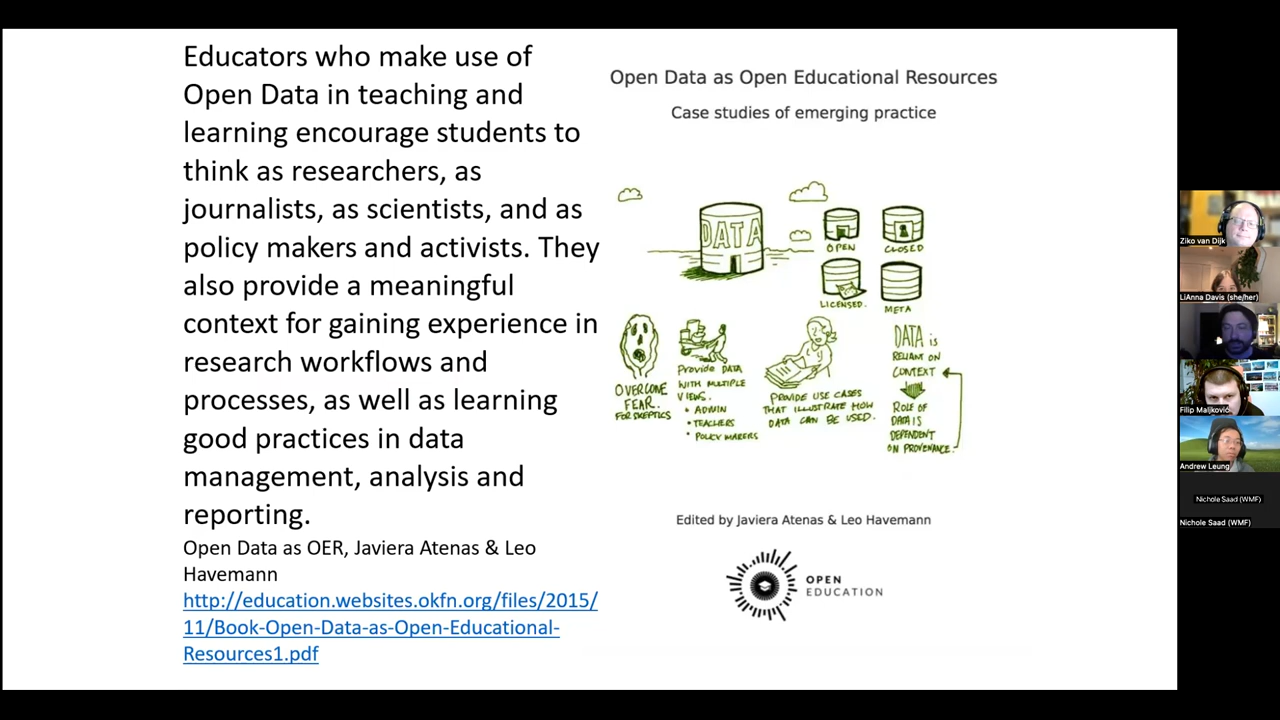 Educators who make use of
Open Data in teaching and
learning encourage students to
think as researchers, as
journalists, as scientists, and as
policy makers and activists. They
also provide a meaningful
context for gaining experience in
research workflows and
processes, as well as learning
good practices in data
management, analysis and
reporting.
Open Data as OER, Javiera Atenas & Leo
Havemann
http://education.websites.okfn.org/files/2015/
11/Book-Open-Data-as-Open-Educational-
Resources1.pdf
Open Data as Open Educational Resources
Case studies of emerging practice
DATA
OPEN
CLOSED
LICENSED.
META
OVERCOME
FEAR.
FOR SKEPTICS
PROVIDE DATA
WITH MULTIPLE
VIEWS.
• ADMIN
• TEACHERS
• POLICY MAKERS
PROVIDE USE CASES
THAT ILLUSTRATE HOW
DATA CAN BE USED.
DATA is
RELIANT ON
CONTEXT
ROLE OF
DATA IS
DEPENDENT
ON PROVENANCE.
Edited by Javiera Atenas & Leo Havemann
OPEN
EDUCATION
Ziko van Dijk
LiAnna Davis (she/her)
Filip Maljković
Andrew Leung
Nichole Saad (WMF)
Nichole Saad (WMF)